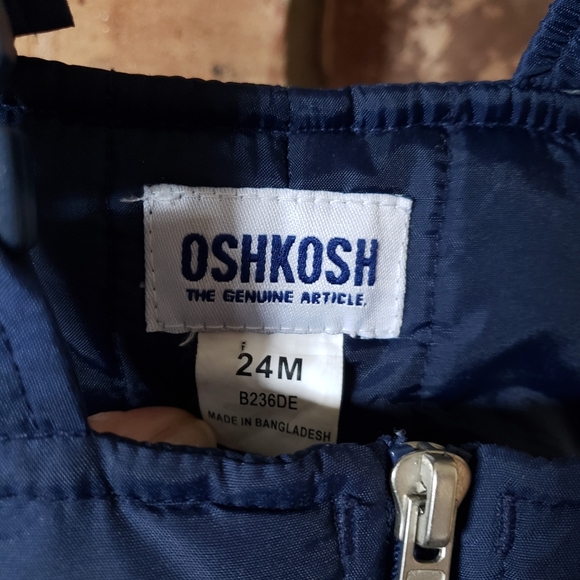 OSHKOSH
THE GENUINE ARTICLE.
24M
B236DE
MADE IN BANGLADESH